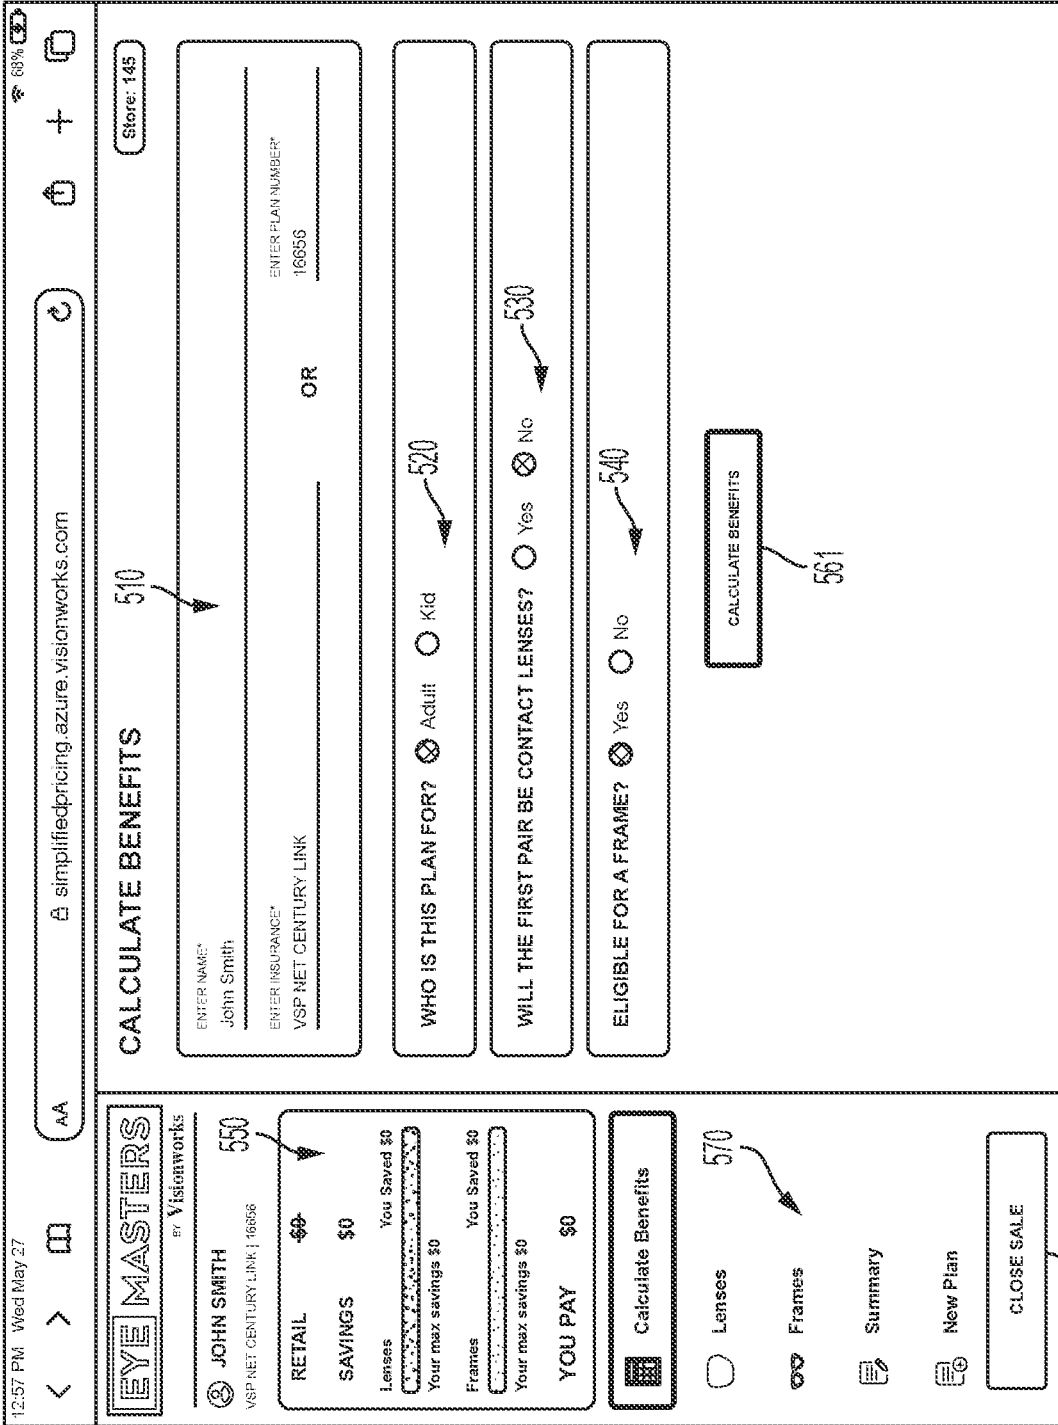 12:57 PM Wed May 27
68%
AA
simplifiedpricing.azure.visionworks.com
EYE MASTERS
BY Visionworks
JOHN SMITH
VSP NET CENTURY LINK | 16656
550
RETAIL $0
SAVINGS $0
Lenses You Saved $0
Your max savings $0
Frames You Saved $0
Your max savings $0
YOU PAY $0
Calculate Benefits
570
Lenses
Frames
Summary
New Plan
CLOSE SALE
CALCULATE BENEFITS
510
Store: 145
ENTER NAME*
John Smith
ENTER INSURANCE*
VSP NET CENTURY LINK
OR
ENTER PLAN NUMBER*
16656
520
WHO IS THIS PLAN FOR? Adult Kid
530
WILL THE FIRST PAIR BE CONTACT LENSES? Yes No
540
ELIGIBLE FOR A FRAME? Yes No
CALCULATE BENEFITS
561